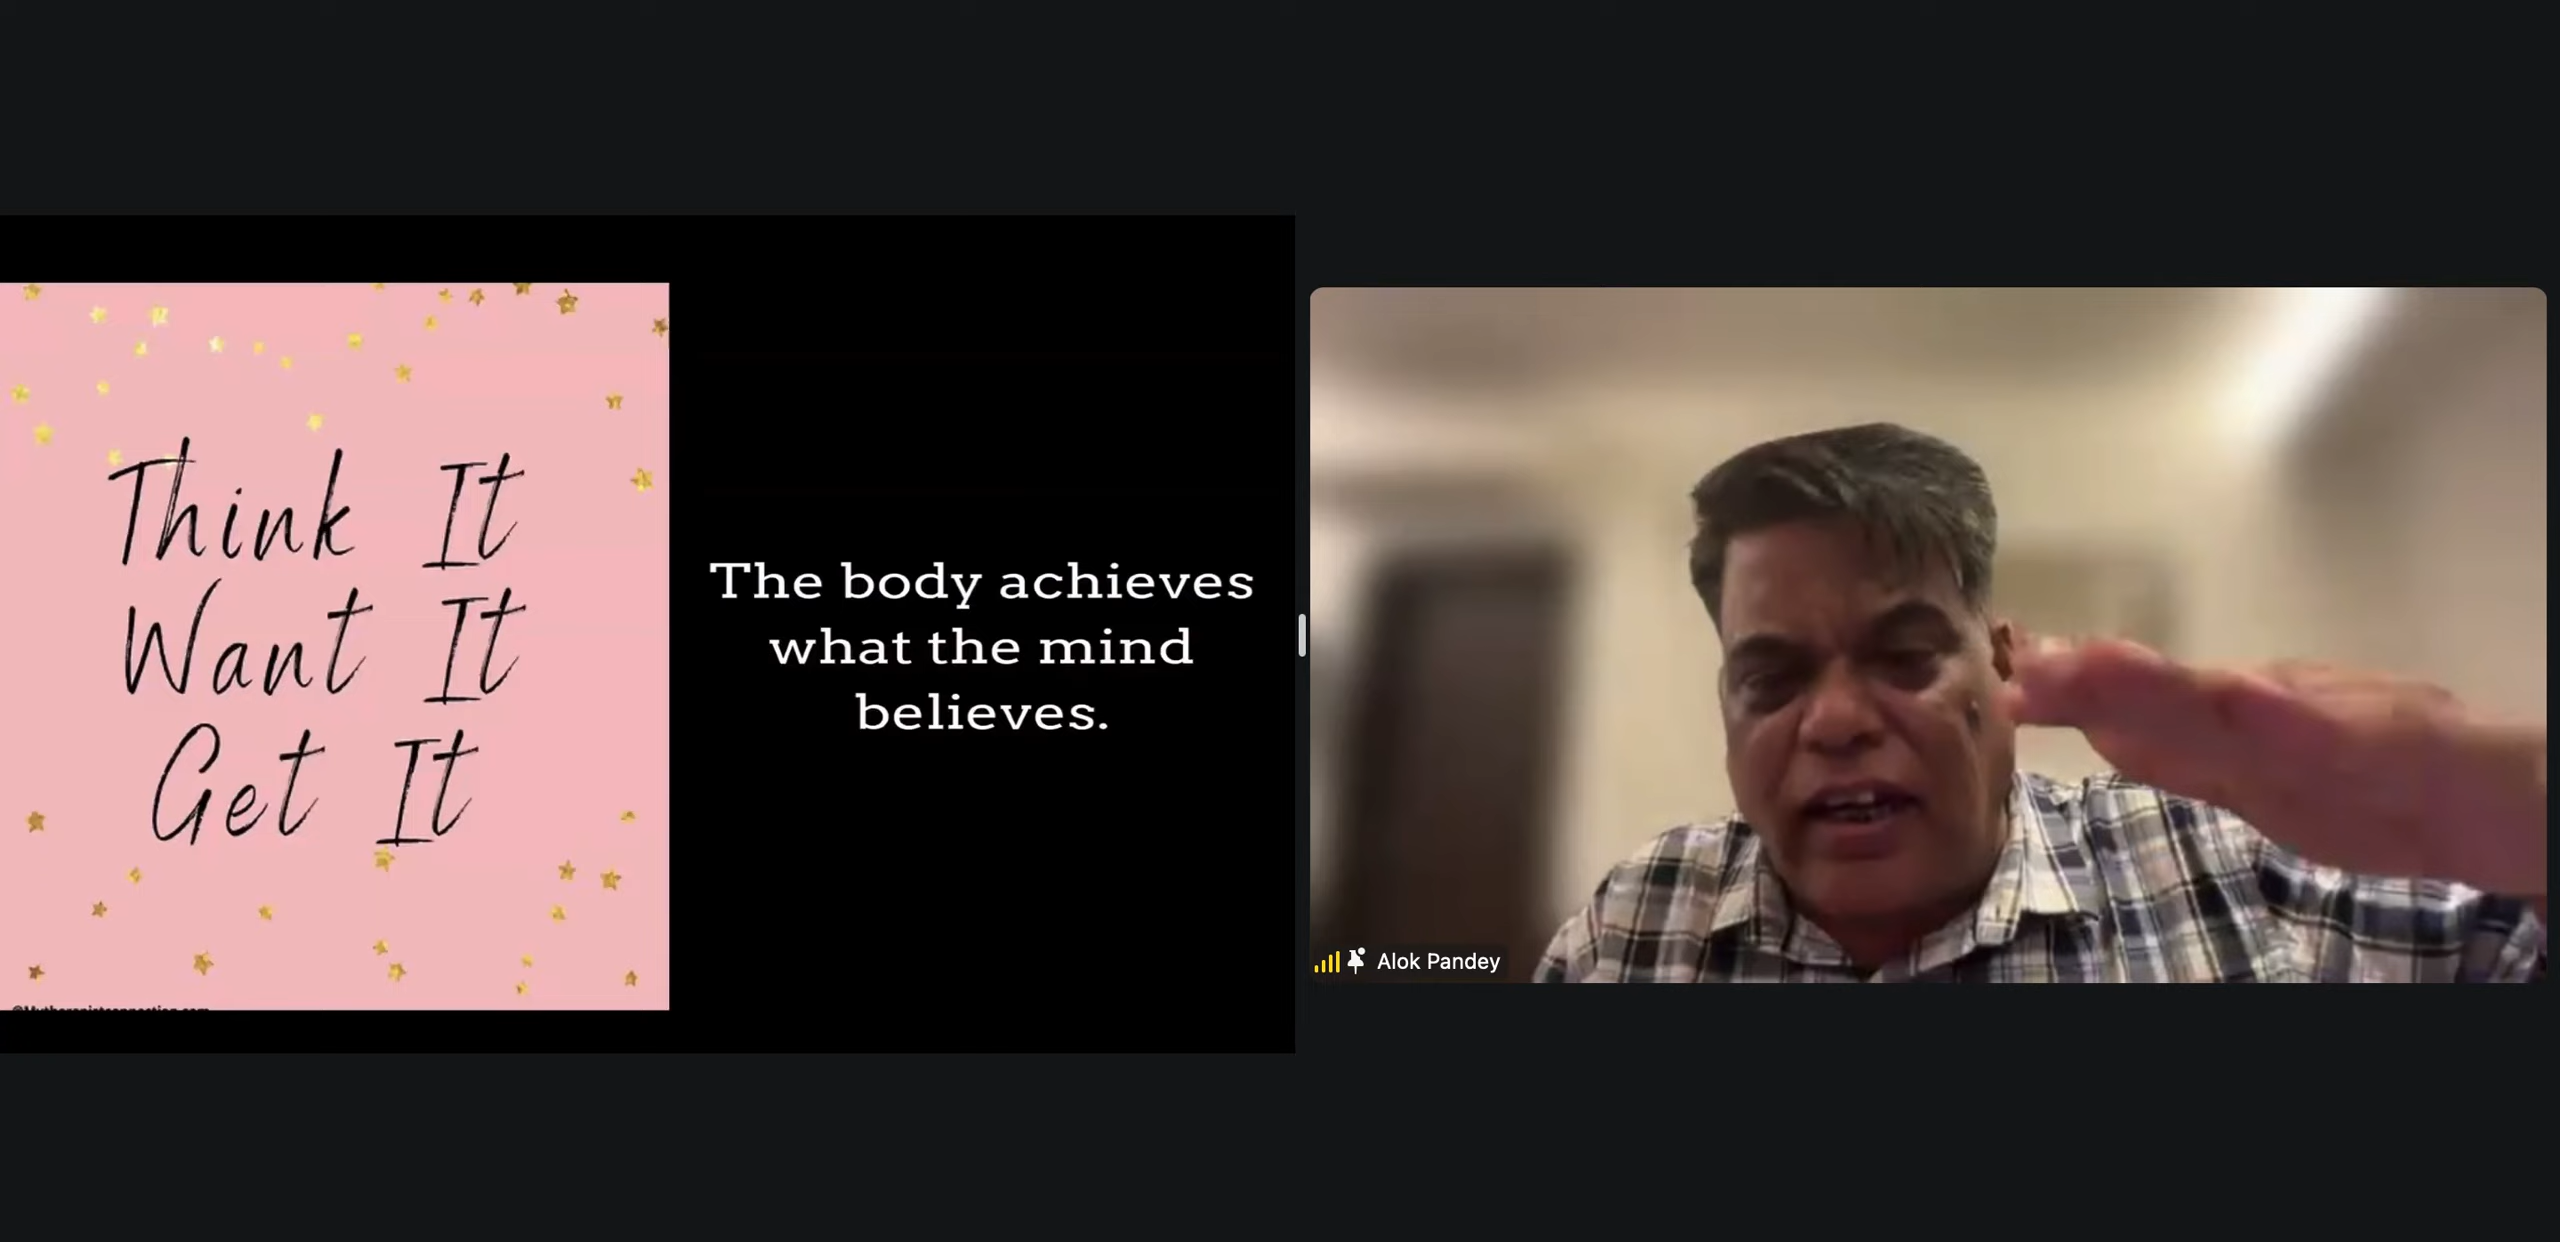 Think It
Want It
Get It
The body achieves
what the mind
believes.
Alok Pandey